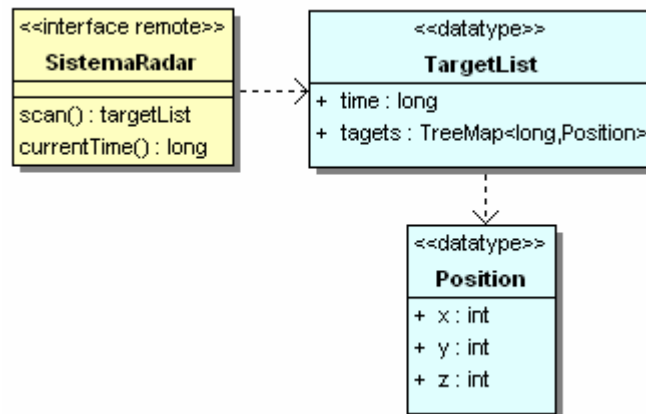 <<interface remote>>
SistemaRadar
scan() : targetList
currentTime() : long
<<datatype>>
TargetList
+ time : long
+ tagets : TreeMap<long,Position>
<<datatype>>
Position
+ x : int
+ y : int
+ z : int